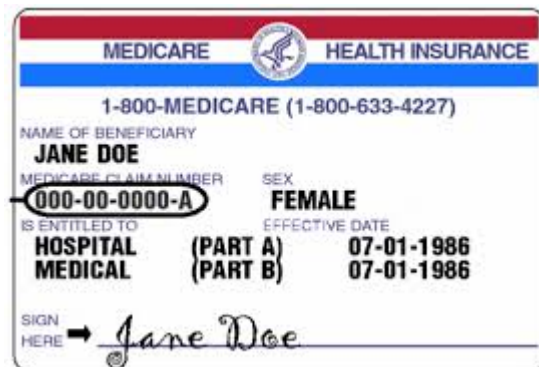 MEDICARE HEALTH INSURANCE
1-800-MEDICARE (1-800-633-4227)
NAME OF BENEFICIARY
JANE DOE
MEDICARE CLAIM NUMBER SEX
000-00-0000-A FEMALE
IS ENTITLED TO EFFECTIVE DATE
HOSPITAL (PART A) 07-01-1986
MEDICAL (PART B) 07-01-1986
SIGN
HERE Jane Doe